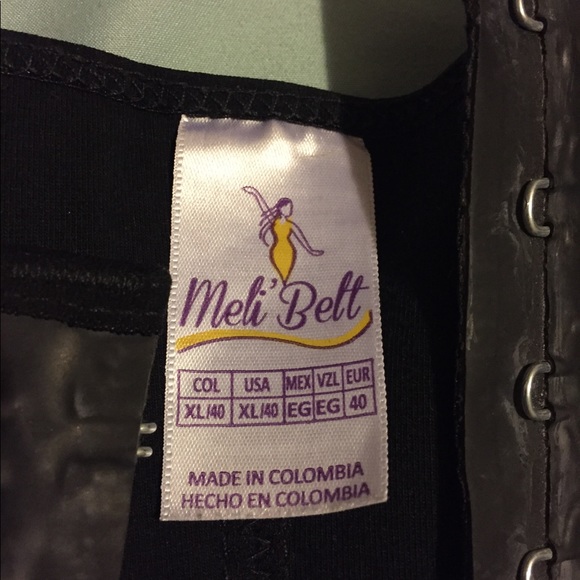 Meli'Belt
COL USA MEX VZL EUR
XL/40 XL/40 EG EG 40
MADE IN COLOMBIA
HECHO EN COLOMBIA